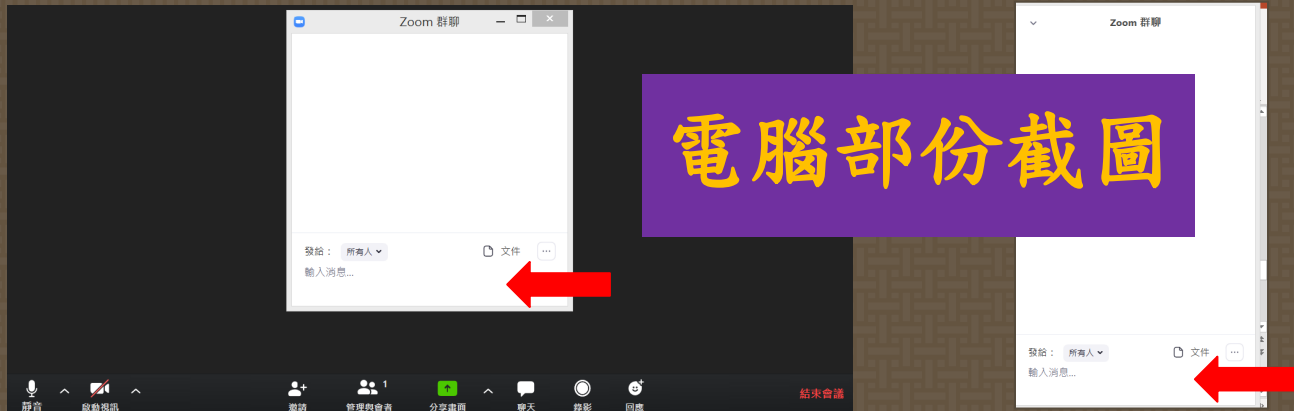 Zoom 群聊
發給： 所有人 文件 ...
輸入消息...
靜音 啟動視訊 邀請 管理與會者 1 分享畫面 聊天 錄影 回應 結束會議
電腦部份截圖
Zoom 群聊
發給： 所有人 文件 ...
輸入消息...